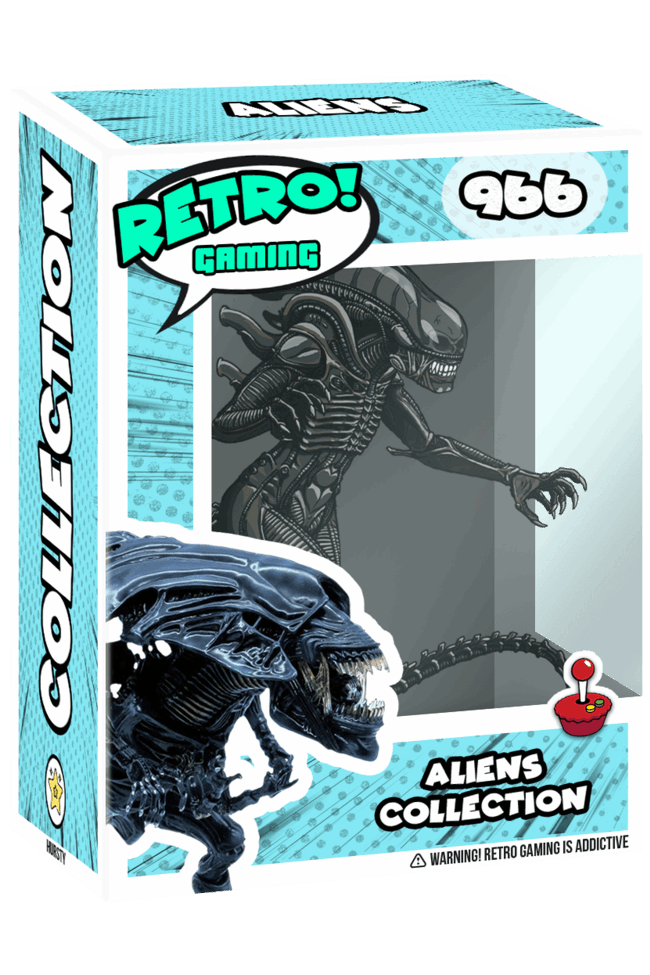 ALIENS
RETRO!
GAMING
966
COLLECTION
ALIENS
COLLECTION
WARNING! RETRO GAMING IS ADDICTIVE
HURSTY